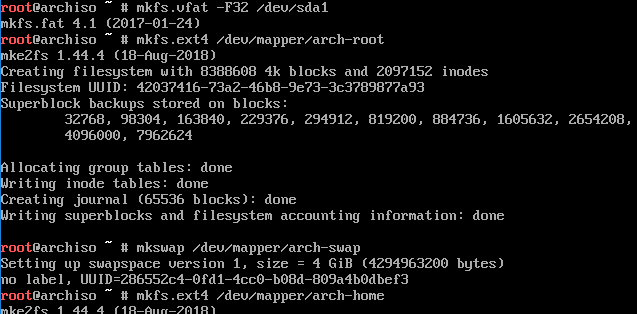 root@archiso ~ # mkfs.vfat -F32 /dev/sda1
mkfs.fat 4.1 (2017-01-24)
root@archiso ~ # mkfs.ext4 /dev/mapper/arch-root
mke2fs 1.44.4 (18-Aug-2018)
Creating filesystem with 8388608 4k blocks and 2097152 inodes
Filesystem UUID: 42037416-73a2-46b8-9e73-3c3789877a93
Superblock backups stored on blocks:
32768, 98304, 163840, 229376, 294912, 819200, 884736, 1605632, 2654208,
4096000, 7962624
Allocating group tables: done
Writing inode tables: done
Creating journal (65536 blocks): done
Writing superblocks and filesystem accounting information: done
root@archiso ~ # mkswap /dev/mapper/arch-swap
Setting up swapspace version 1, size = 4 GiB (4294963200 bytes)
no label, UUID=286552c4-0fd1-4cc0-b08d-809a4b0dbef3
root@archiso ~ # mkfs.ext4 /dev/mapper/arch-home
mke2fs 1.44.4 (18-Aug-2018)